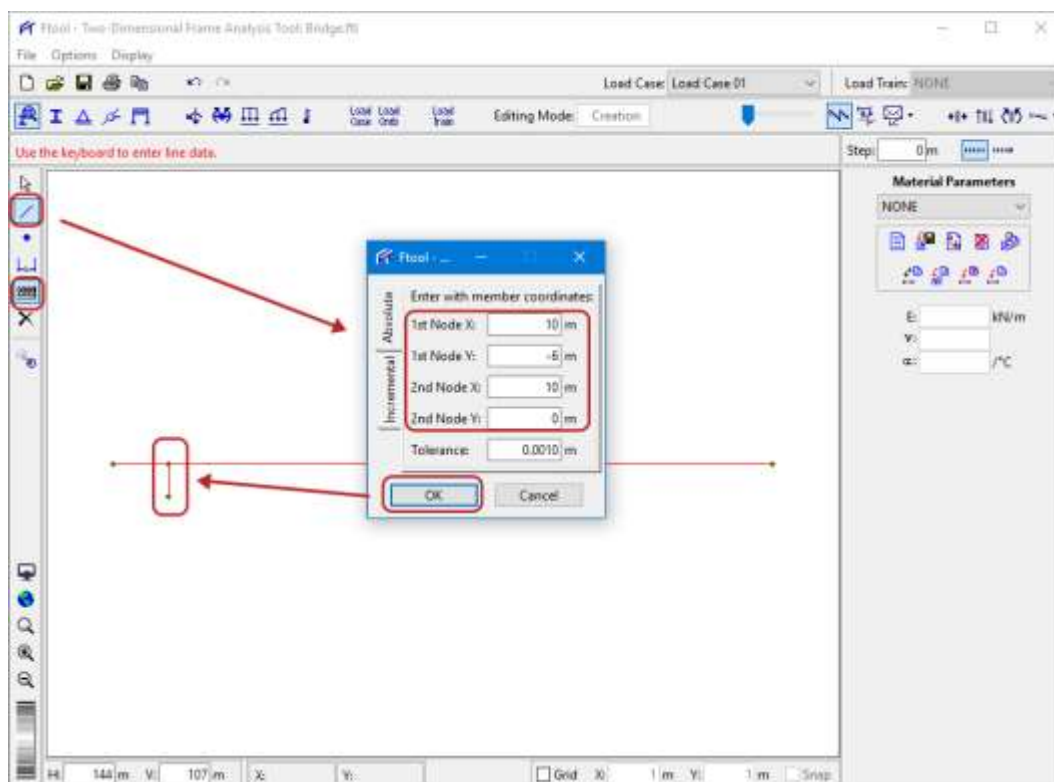 Ftool - Two-Dimensional Frame Analysis Tool: Bridge.ftl
File Options Display
Load Case: Load Case 01 Load Train: NONE
Load Case Load Cmb Load Train Editing Mode: Creation
Use the keyboard to enter line data. Step: 0 m
Material Parameters
NONE
Ftool - ...
Absolute
Incremental
Enter with member coordinates:
1st Node X: 10 m
1st Node Y: -6 m
2nd Node X: 10 m
2nd Node Y: 0 m
Tolerance: 0.0010 m
OK Cancel
E: kN/m
ν:
α: /°C
H: 144 m V: 107 m X: Y: Grid X: 1 m Y: 1 m Snap